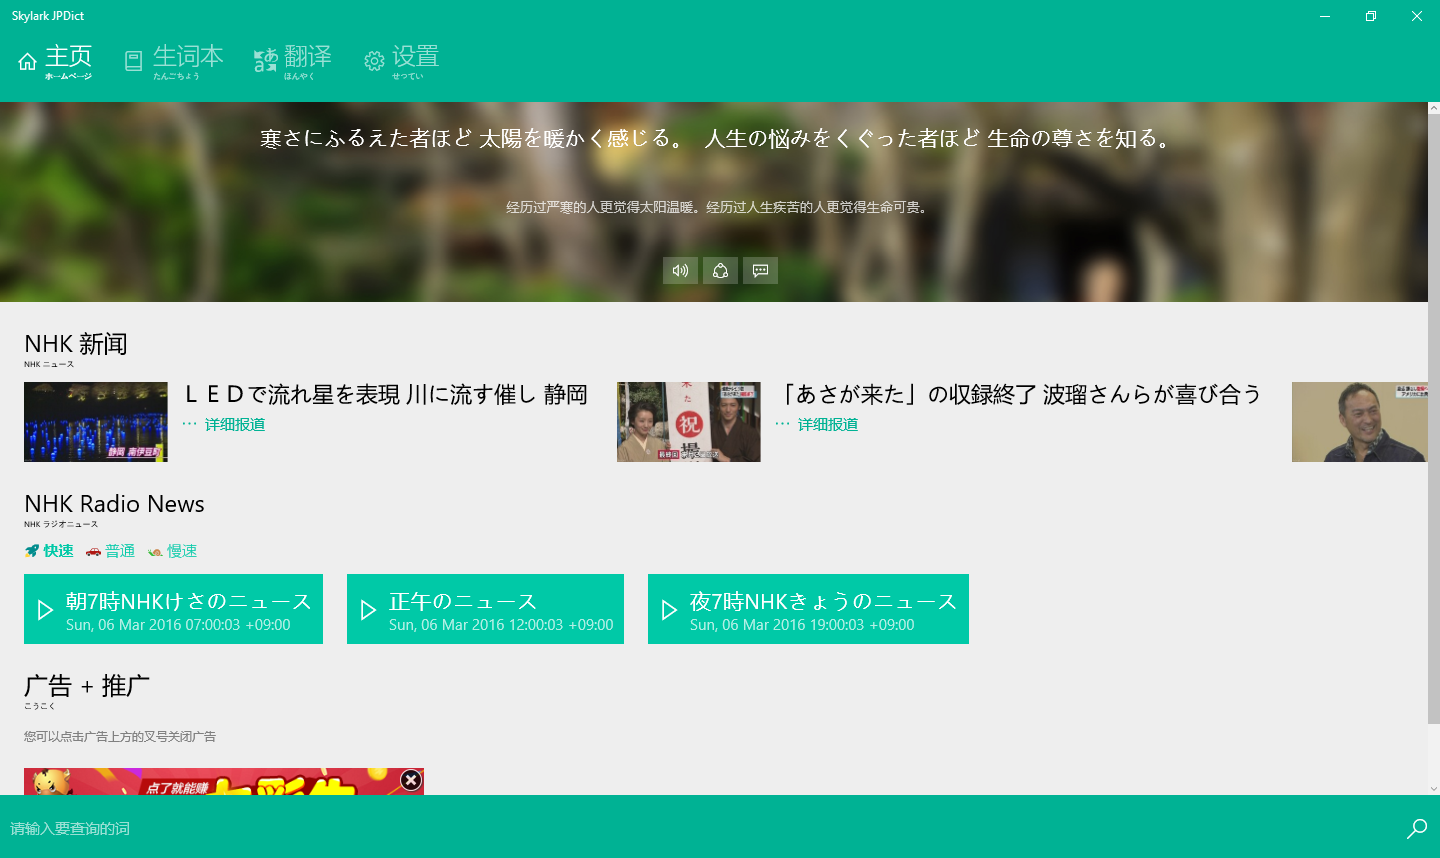 Skylark JPDict
主页
ホームページ
生词本
たんごちょう
翻译
ほんやく
设置
せってい
寒さにふるえた者ほど 太陽を暖かく感じる。 人生の悩みをくぐった者ほど 生命の尊さを知る。
经历过严寒的人更觉得太阳温暖。经历过人生疾苦的人更觉得生命可贵。
NHK 新闻
NHK ニュース
静岡 南伊豆町
ＬＥＤで流れ星を表現 川に流す催し 静岡
··· 详细报道
祝
「あさが来た」の収録終了 波瑠さんらが喜び合う
··· 详细报道
NHK Radio News
NHK ラジオニュース
快速 普通 慢速
朝7時NHKけさのニュース
Sun, 06 Mar 2016 07:00:03 +09:00
正午のニュース
Sun, 06 Mar 2016 12:00:03 +09:00
夜7時NHKきょうのニュース
Sun, 06 Mar 2016 19:00:03 +09:00
广告 + 推广
こうこく
您可以点击广告上方的叉号关闭广告
点了就能赚
请输入要查询的词